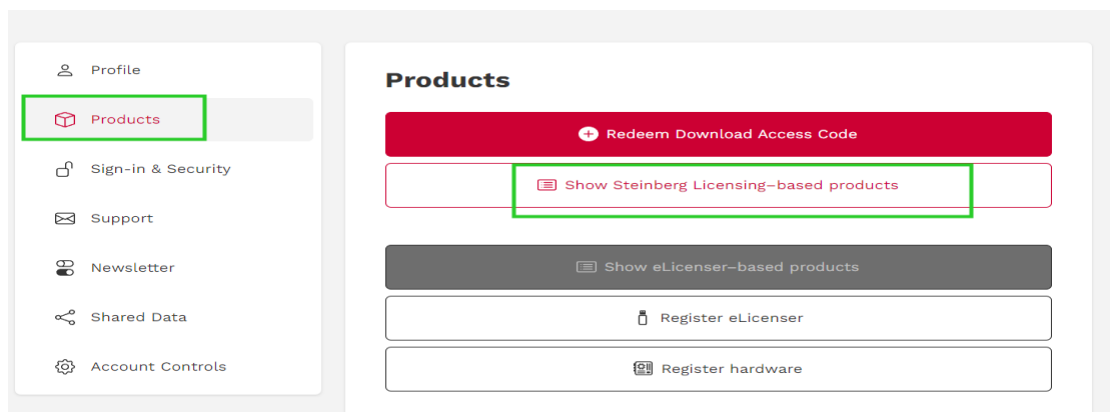 Profile
Products
Sign-in & Security
Support
Newsletter
Shared Data
Account Controls
Products
Redeem Download Access Code
Show Steinberg Licensing-based products
Show eLicenser-based products
Register eLicenser
Register hardware